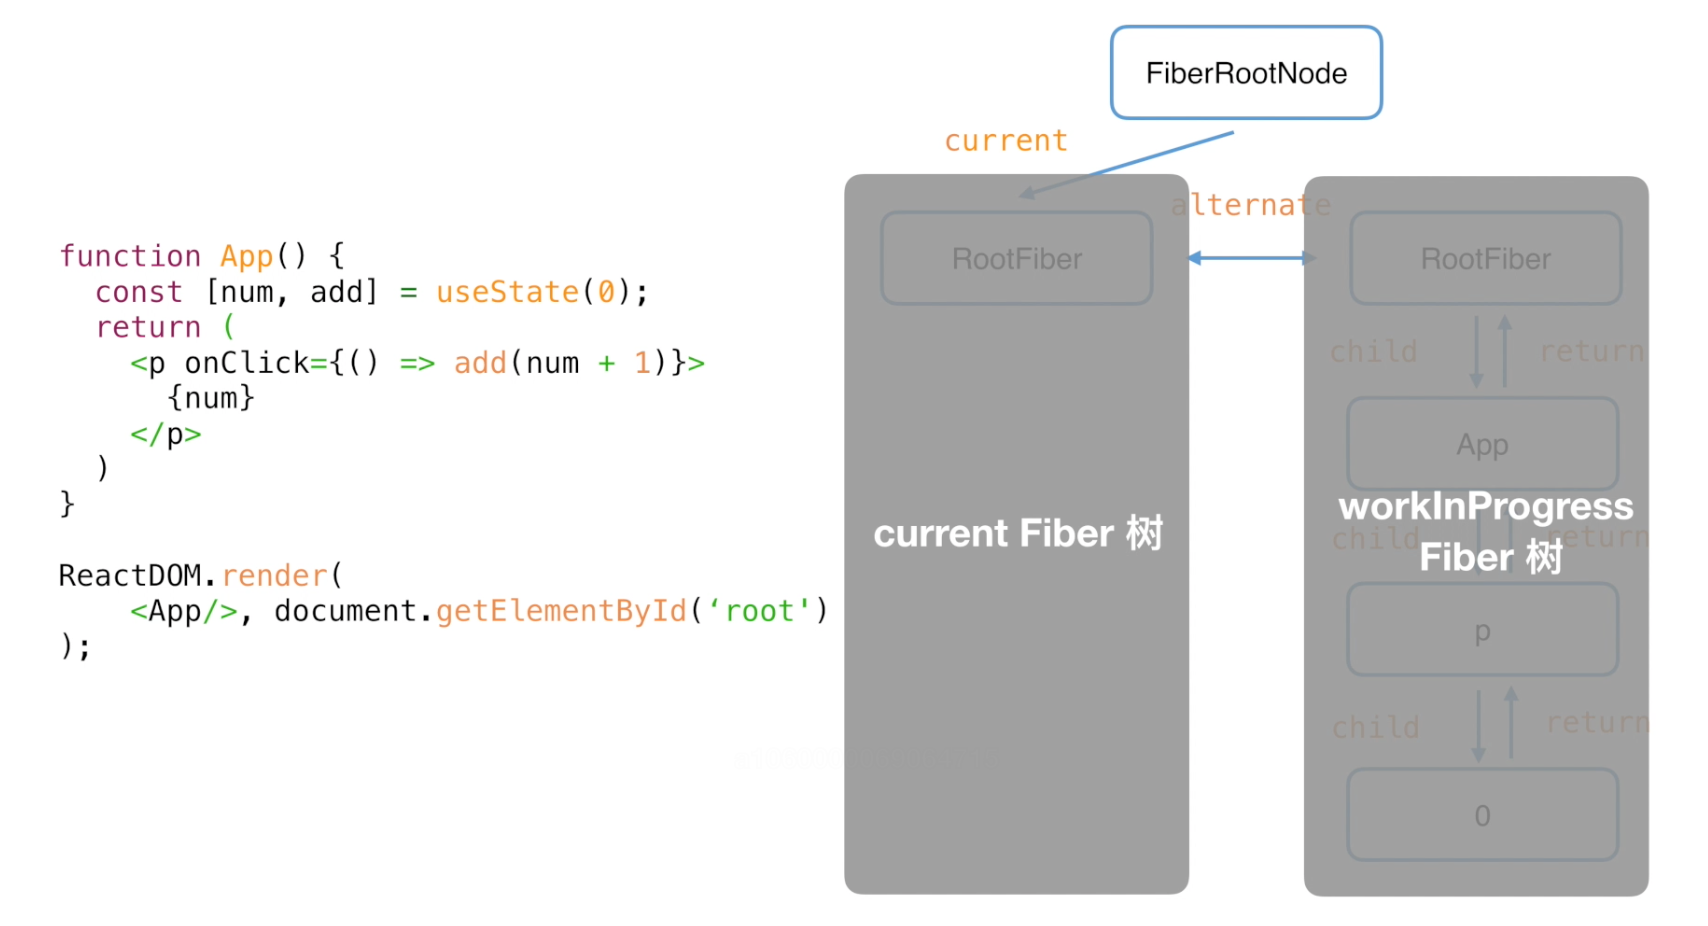 function App() {
const [num, add] = useState(0);
return (
<p onClick={() => add(num + 1)}>
{num}
</p>
)
}
ReactDOM.render(
<App/>, document.getElementById(‘root')
);
FiberRootNode
current
alternate
RootFiber
current Fiber 树
RootFiber
child
return
App
workInProgress
Fiber 树
child
return
p
child
return
0